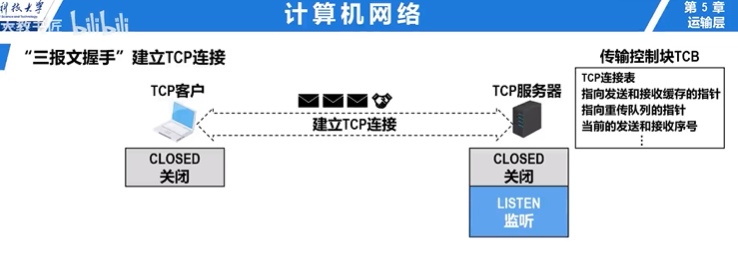 科技大学
Science and Technology
bilibili
计算机网络
第 5 章
运输层
“三报文握手”建立TCP连接
传输控制块TCB
TCP客户
TCP服务器
TCP连接表
指向发送和接收缓存的指针
指向重传队列的指针
当前的发送和接收序号
⋮
建立TCP连接
CLOSED
关闭
CLOSED
关闭
LISTEN
监听